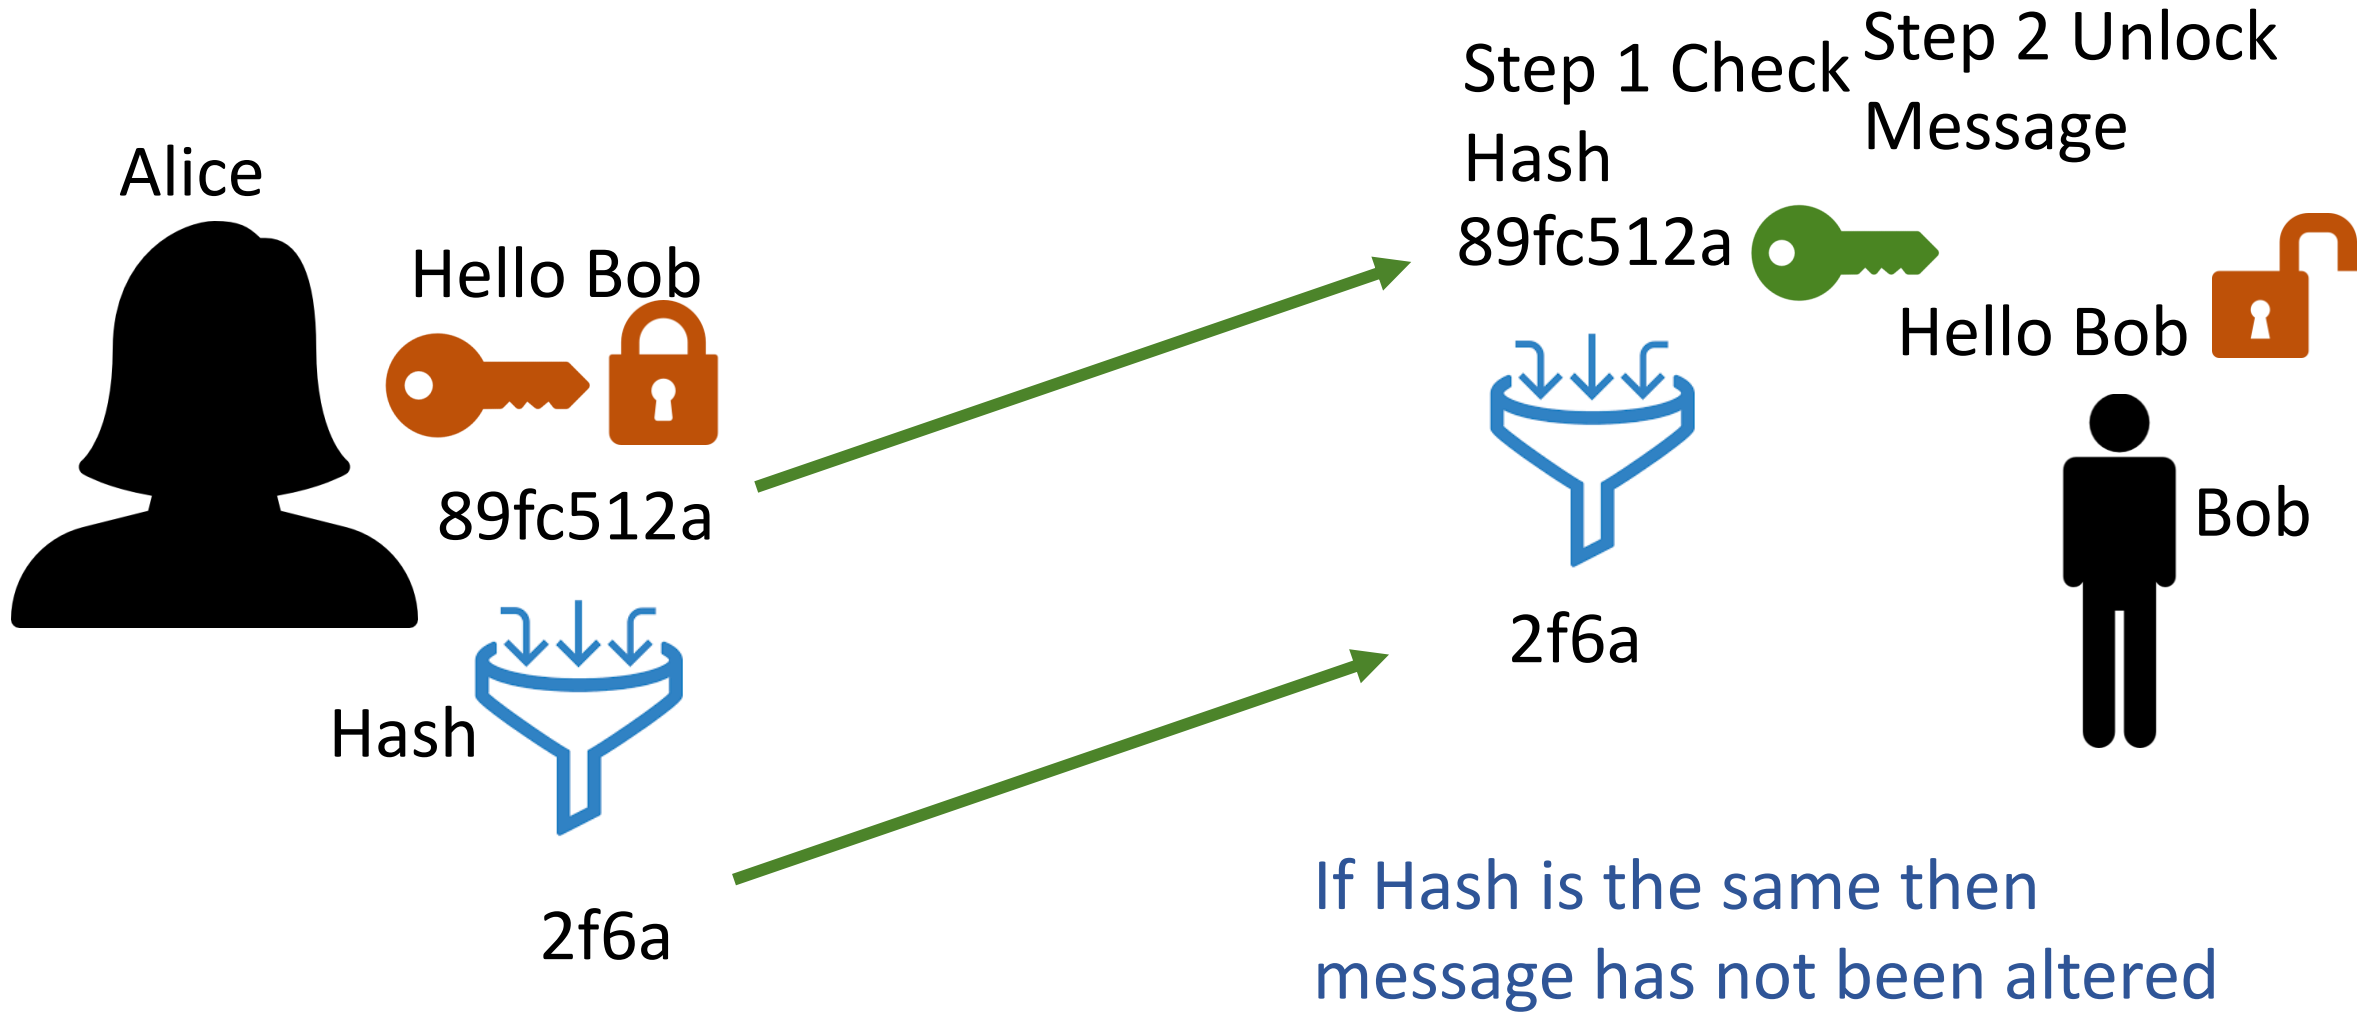 Alice
Hello Bob
89fc512a
Hash
2f6a
Step 1 Check
Hash
89fc512a
2f6a
Step 2 Unlock
Message
Hello Bob
Bob
If Hash is the same then
message has not been altered